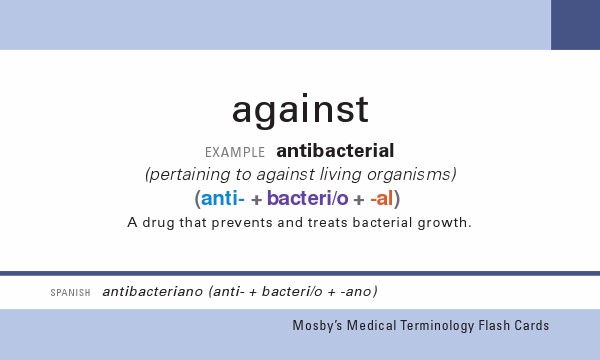 against
EXAMPLE antibacterial
(pertaining to against living organisms)
(anti- + bacteri/o + -al)
A drug that prevents and treats bacterial growth.
SPANISH antibacteriano (anti- + bacteri/o + -ano)
Mosby's Medical Terminology Flash Cards